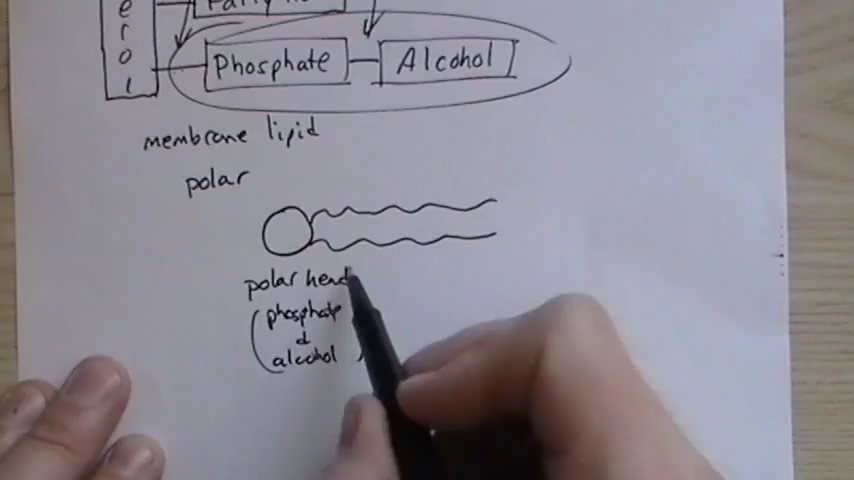 e
r
o
l
Phosphate Alcohol
membrane lipid
polar
polar head
(phosphate
&
alcohol)